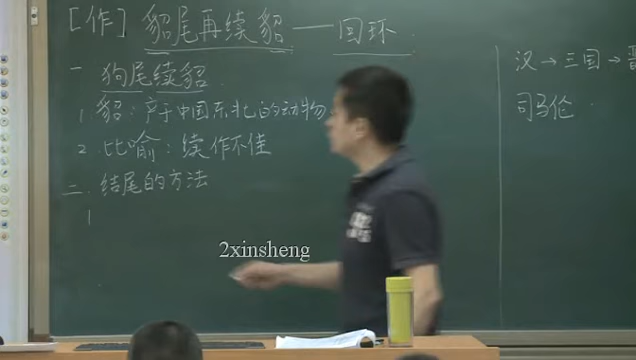 [作] 貂尾再续貂——回环
一 狗尾续貂
1. 貂：产于中国东北的动物
2. 比喻：续作不佳
二. 结尾的方法
1
汉→三国→晋
司马伦
2xinsheng